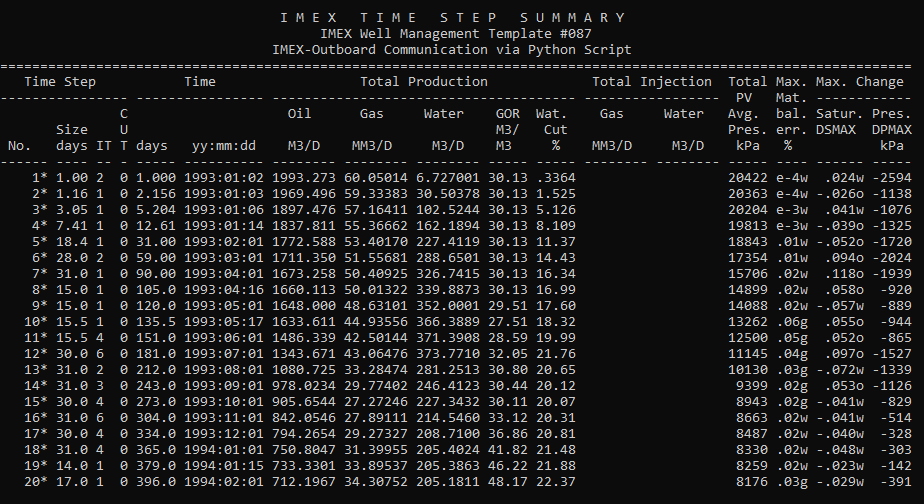 I M E X   T I M E   S T E P   S U M M A R Y
IMEX Well Management Template #087
IMEX-Outboard Communication via Python Script
================================================================================
Time Step Time Total Production Total Injection Total Max. Max. Change
--------------- --------------- --------------------------- --------------- PV Mat. -----------
C Oil Gas Water GOR Wat. Gas Water Avg. bal. Satur. Pres.
Size U M3/ Cut Pres. err. DSMAX DPMAX
No. days IT T days yy:mm:dd M3/D MM3/D M3/D M3 % MM3/D M3/D kPa % kPa
------ ---- -- - ----- ---------- -------- -------- -------- ----- ----- -------- -------- ----- ---- ------ -----
1* 1.00 2 0 1.000 1993:01:02 1993.273 60.05014 6.727001 30.13 .3364 20422 e-4w .024w -2594
2* 1.16 1 0 2.156 1993:01:03 1969.496 59.33383 30.50378 30.13 1.525 20363 e-4w -.026o -1138
3* 3.05 1 0 5.204 1993:01:06 1897.476 57.16411 102.5244 30.13 5.126 20204 e-3w .041w -1076
4* 7.41 1 0 12.61 1993:01:14 1837.811 55.36662 162.1894 30.13 8.109 19813 e-3w -.039o -1325
5* 18.4 1 0 31.00 1993:02:01 1772.588 53.40170 227.4119 30.13 11.37 18843 .01w -.052o -1720
6* 28.0 2 0 59.00 1993:03:01 1711.350 51.55681 288.6501 30.13 14.43 17354 .01w .094o -2024
7* 31.0 1 0 90.00 1993:04:01 1673.258 50.40925 326.7415 30.13 16.34 15706 .02w .118o -1939
8* 15.0 1 0 105.0 1993:04:16 1660.113 50.01322 339.8873 30.13 16.99 14899 .02w .058o -920
9* 15.0 1 0 120.0 1993:05:01 1648.000 48.63101 352.0001 29.51 17.60 14088 .02w -.057w -889
10* 15.5 1 0 135.5 1993:05:17 1633.611 44.93556 366.3889 27.51 18.32 13262 .06g .055o -944
11* 15.5 4 0 151.0 1993:06:01 1486.339 42.50144 371.3908 28.59 19.99 12500 .05g .052o -865
12* 30.0 6 0 181.0 1993:07:01 1343.671 43.06476 373.7710 32.05 21.76 11145 .04g .097o -1527
13* 31.0 2 0 212.0 1993:08:01 1080.725 33.28474 281.2513 30.80 20.65 10130 .03g -.072w -1339
14* 31.0 3 0 243.0 1993:09:01 978.0234 29.77402 246.4123 30.44 20.12 9399 .02g .053o -1126
15* 30.0 4 0 273.0 1993:10:01 905.6544 27.27246 227.3432 30.11 20.07 8943 .02g -.041w -829
16* 31.0 6 0 304.0 1993:11:01 842.0546 27.89111 214.5460 33.12 20.31 8663 .02w -.041w -514
17* 30.0 4 0 334.0 1993:12:01 794.2654 29.27327 208.7100 36.86 20.81 8487 .02w -.040w -328
18* 31.0 4 0 365.0 1994:01:01 750.8047 31.39955 205.4024 41.82 21.48 8330 .02w -.048w -303
19* 14.0 1 0 379.0 1994:01:15 733.3301 33.89537 205.3863 46.22 21.88 8259 .02w -.023w -142
20* 17.0 1 0 396.0 1994:02:01 712.1967 34.30752 205.1811 48.17 22.37 8176 .03g -.029w -391